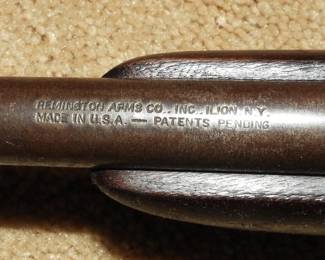 REMINGTON ARMS CO., INC. ILION, N.Y.
MADE IN U.S.A. — PATENTS PENDING